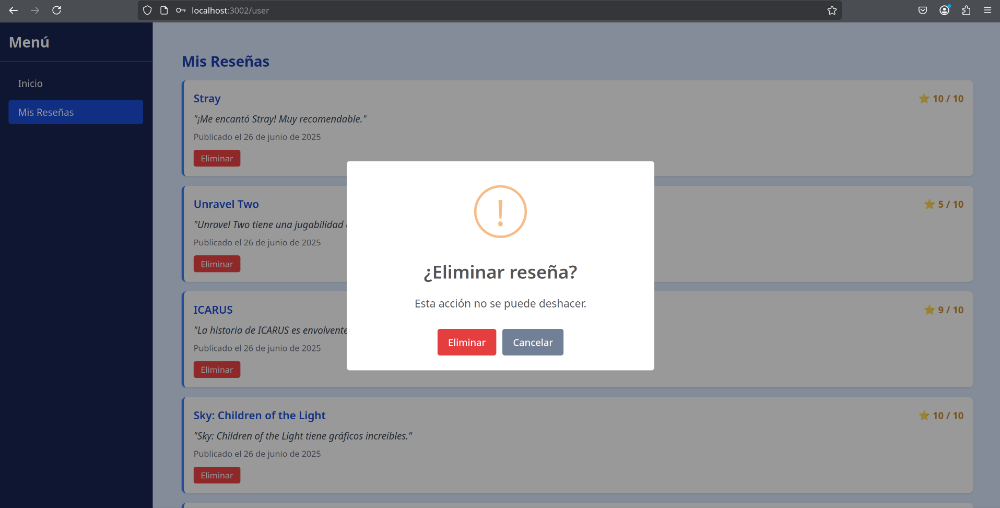 localhost:3002/user
Menú
Inicio
Mis Reseñas
Mis Reseñas
Stray
⭐ 10 / 10
"¡Me encantó Stray! Muy recomendable."
Publicado el 26 de junio de 2025
Eliminar
Unravel Two
⭐ 5 / 10
"Unravel Two tiene una jugabilidad
Publicado el 26 de junio de 2025
Eliminar
ICARUS
⭐ 9 / 10
"La historia de ICARUS es envolvente
Publicado el 26 de junio de 2025
Eliminar
Sky: Children of the Light
⭐ 10 / 10
"Sky: Children of the Light tiene gráficos increíbles."
Publicado el 26 de junio de 2025
Eliminar
!
¿Eliminar reseña?
Esta acción no se puede deshacer.
Eliminar
Cancelar